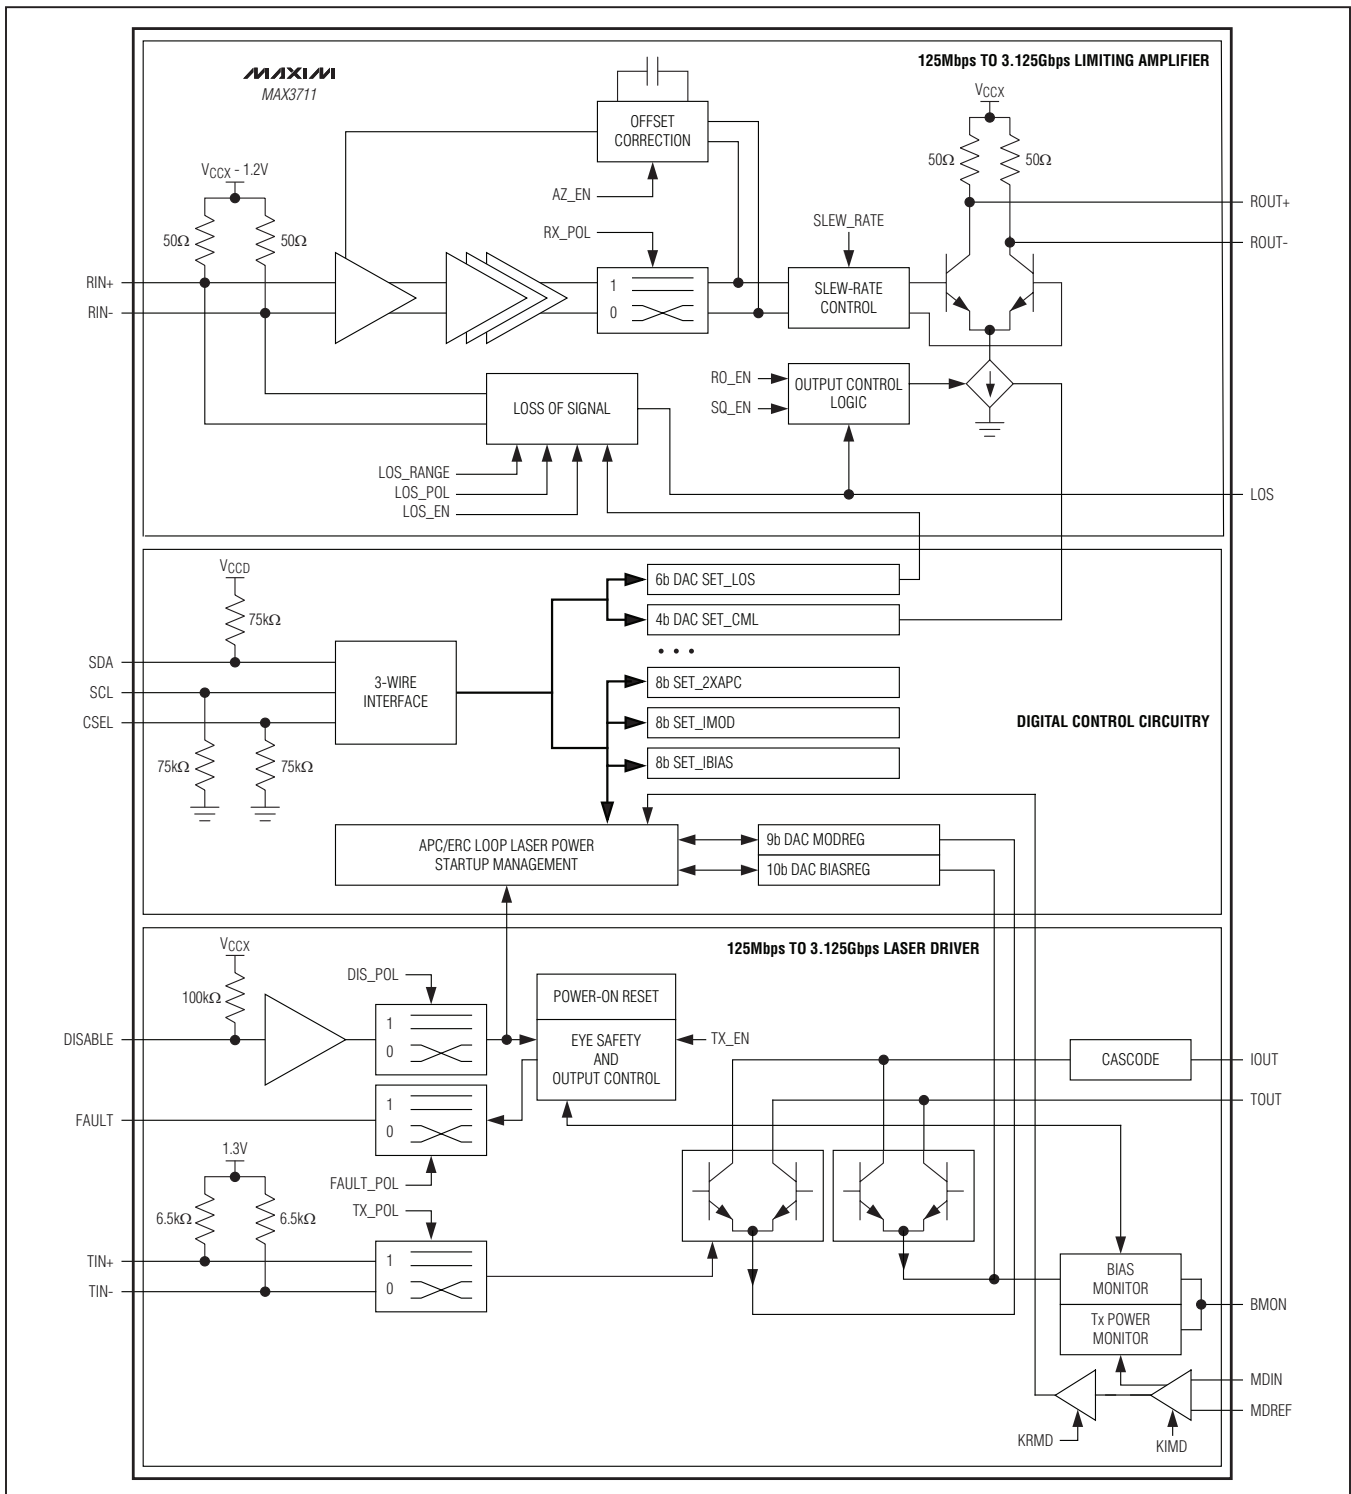 125Mbps TO 3.125Gbps LIMITING AMPLIFIER
MAXIM
MAX3711
VCCX
OFFSET
CORRECTION
50Ω
50Ω
VCCX - 1.2V
AZ_EN
ROUT+
50Ω
50Ω
RX_POL
SLEW_RATE
ROUT-
RIN+
1
SLEW-RATE
CONTROL
RIN-
0
RO_EN
OUTPUT CONTROL
LOGIC
SQ_EN
LOSS OF SIGNAL
LOS_RANGE
LOS_POL
LOS_EN
LOS
VCCD
6b DAC SET_LOS
75kΩ
4b DAC SET_CML
• • •
SDA
3-WIRE
INTERFACE
8b SET_2XAPC
SCL
CSEL
8b SET_IMOD
DIGITAL CONTROL CIRCUITRY
75kΩ
75kΩ
8b SET_IBIAS
APC/ERC LOOP LASER POWER
STARTUP MANAGEMENT
9b DAC MODREG
10b DAC BIASREG
VCCX
125Mbps TO 3.125Gbps LASER DRIVER
DIS_POL
100kΩ
POWER-ON RESET
DISABLE
1
0
EYE SAFETY
AND
OUTPUT CONTROL
TX_EN
CASCODE
IOUT
TOUT
FAULT
1
0
1.3V
FAULT_POL
6.5kΩ
6.5kΩ
TX_POL
TIN+
1
TIN-
0
BIAS
MONITOR
BMON
Tx POWER
MONITOR
MDIN
MDREF
KRMD
KIMD